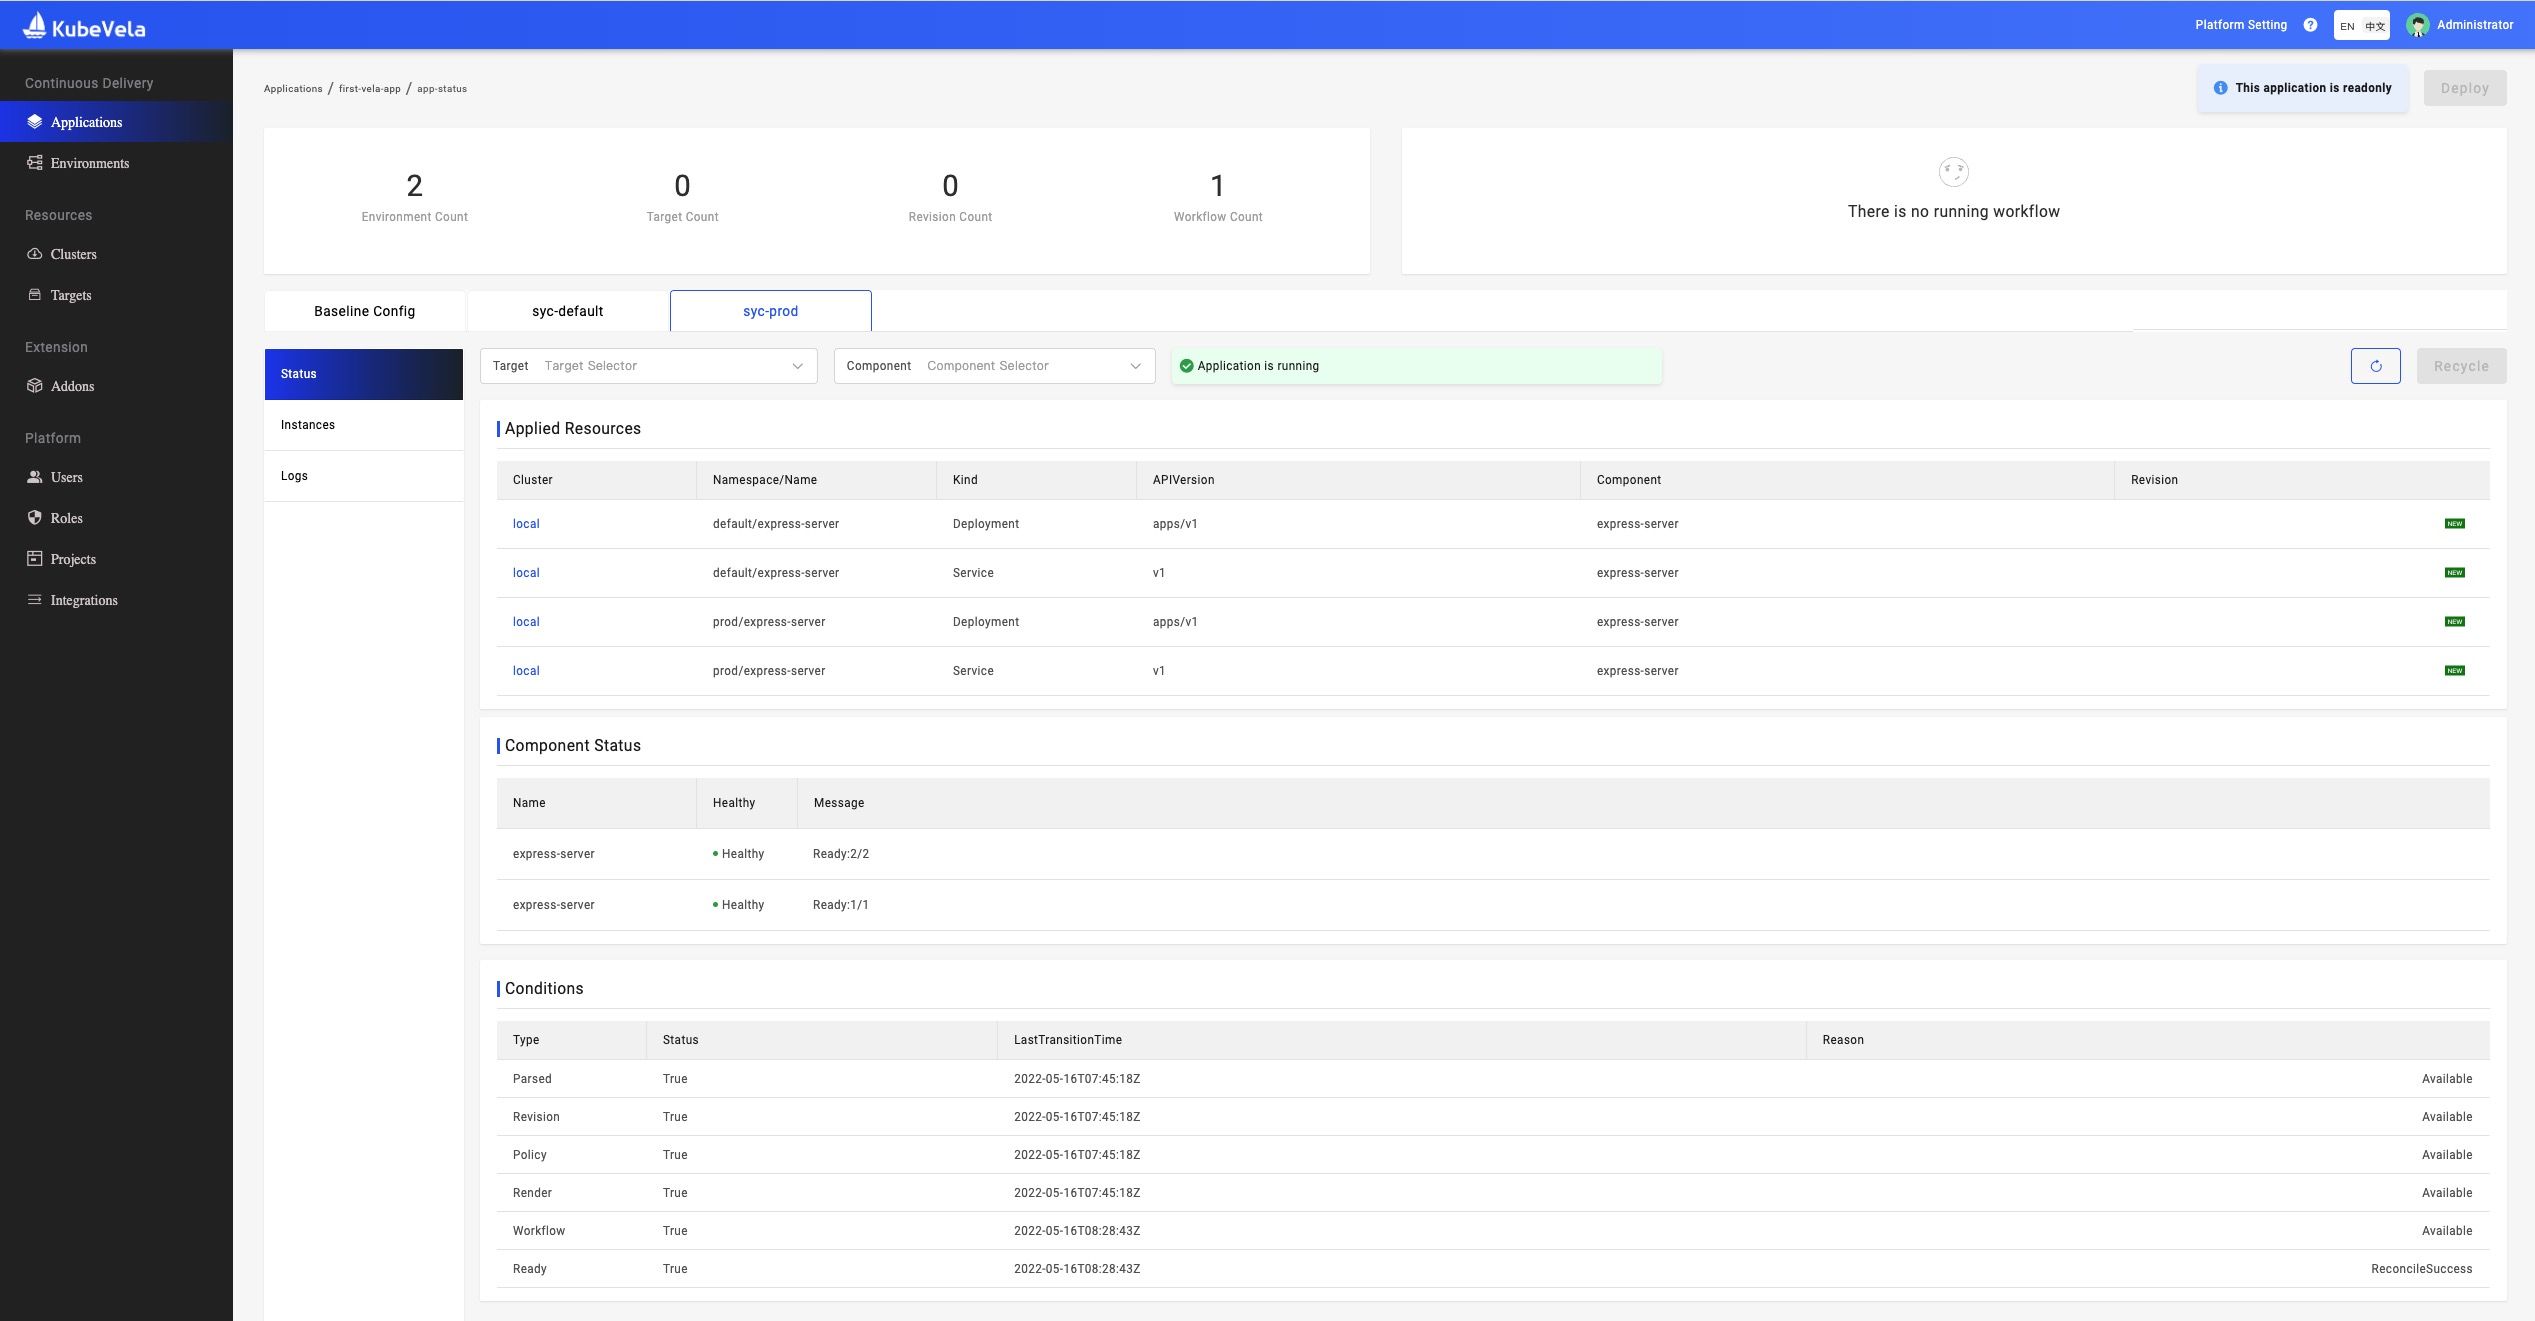 KubeVela
Platform Setting
EN 中文
Administrator
Continuous Delivery
Applications
Environments
Resources
Clusters
Targets
Extension
Addons
Platform
Users
Roles
Projects
Integrations
Applications / first-vela-app / app-status
This application is readonly
Deploy
2
Environment Count
0
Target Count
0
Revision Count
1
Workflow Count
There is no running workflow
Baseline Config
syc-default
syc-prod
Status
Instances
Logs
Target Target Selector
Component Component Selector
Application is running
Recycle
Applied Resources
Cluster Namespace/Name Kind APIVersion Component Revision
local default/express-server Deployment apps/v1 express-server NEW
local default/express-server Service v1 express-server NEW
local prod/express-server Deployment apps/v1 express-server NEW
local prod/express-server Service v1 express-server NEW
Component Status
Name Healthy Message
express-server Healthy Ready:2/2
express-server Healthy Ready:1/1
Conditions
Type Status LastTransitionTime Reason
Parsed True 2022-05-16T07:45:18Z Available
Revision True 2022-05-16T07:45:18Z Available
Policy True 2022-05-16T07:45:18Z Available
Render True 2022-05-16T07:45:18Z Available
Workflow True 2022-05-16T08:28:43Z Available
Ready True 2022-05-16T08:28:43Z ReconcileSuccess